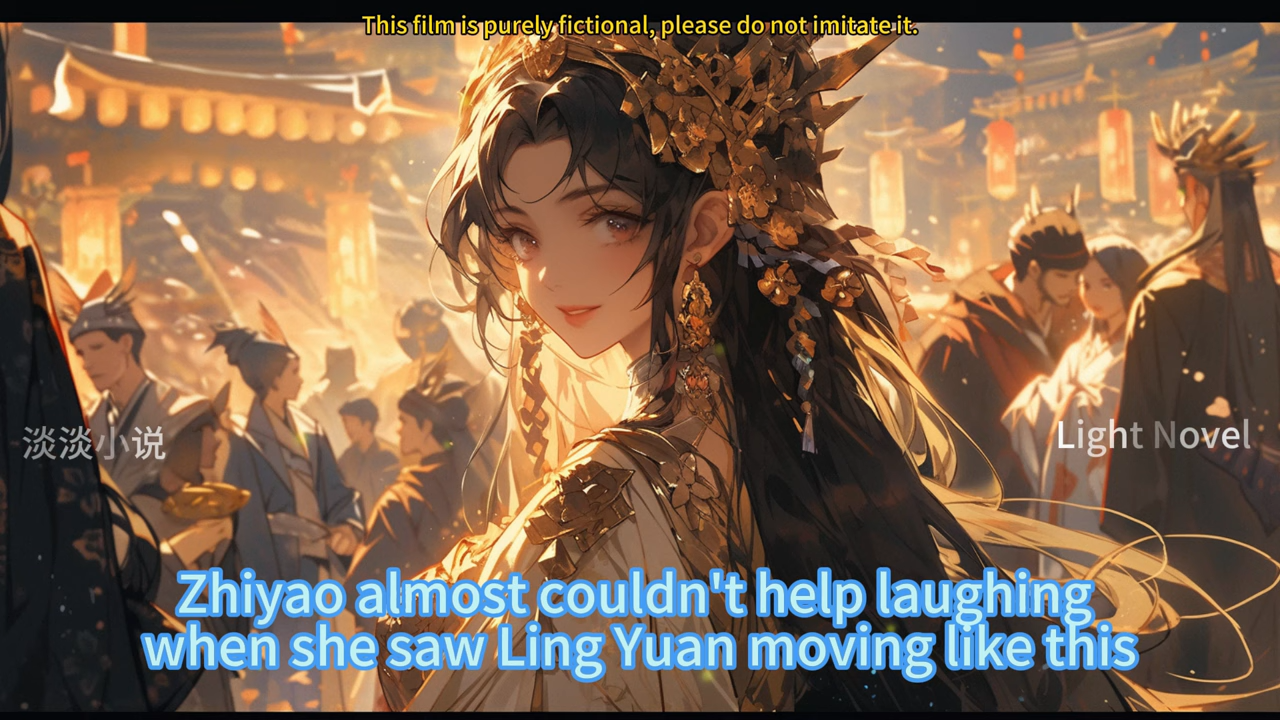 This film is purely fictional, please do not imitate it.
淡淡小说
Light Novel
Zhiyao almost couldn't help laughing
when she saw Ling Yuan moving like this